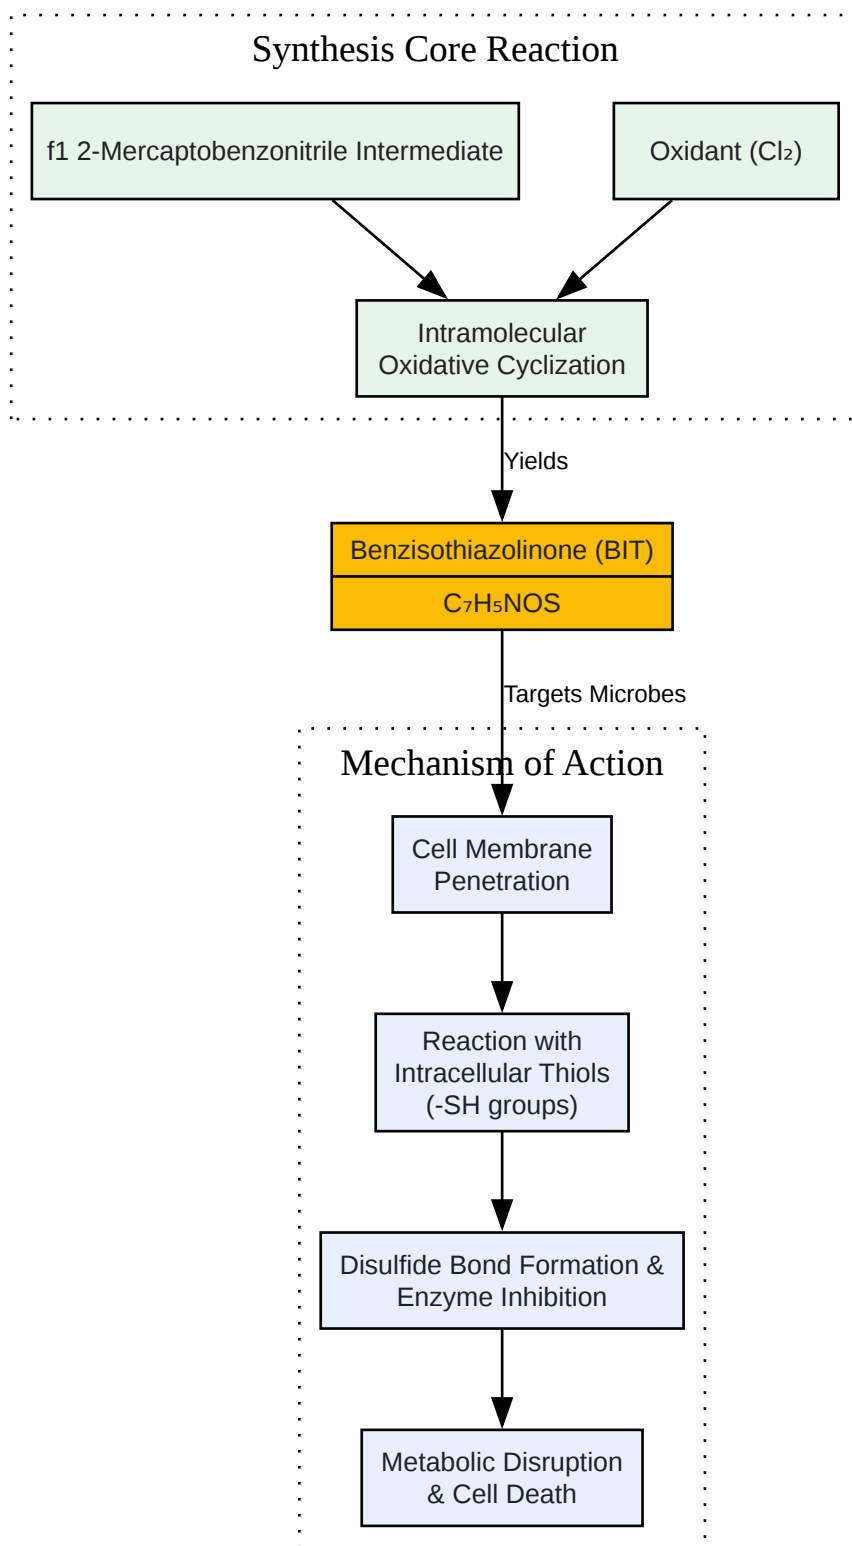 Synthesis Core Reaction
f1 2-Mercaptobenzonitrile Intermediate
Oxidant (Cl₂)
Intramolecular
Oxidative Cyclization
Yields
Benzisothiazolinone (BIT)
C₇H₅NOS
Targets Microbes
Mechanism of Action
Cell Membrane
Penetration
Reaction with
Intracellular Thiols
(-SH groups)
Disulfide Bond Formation &
Enzyme Inhibition
Metabolic Disruption
& Cell Death